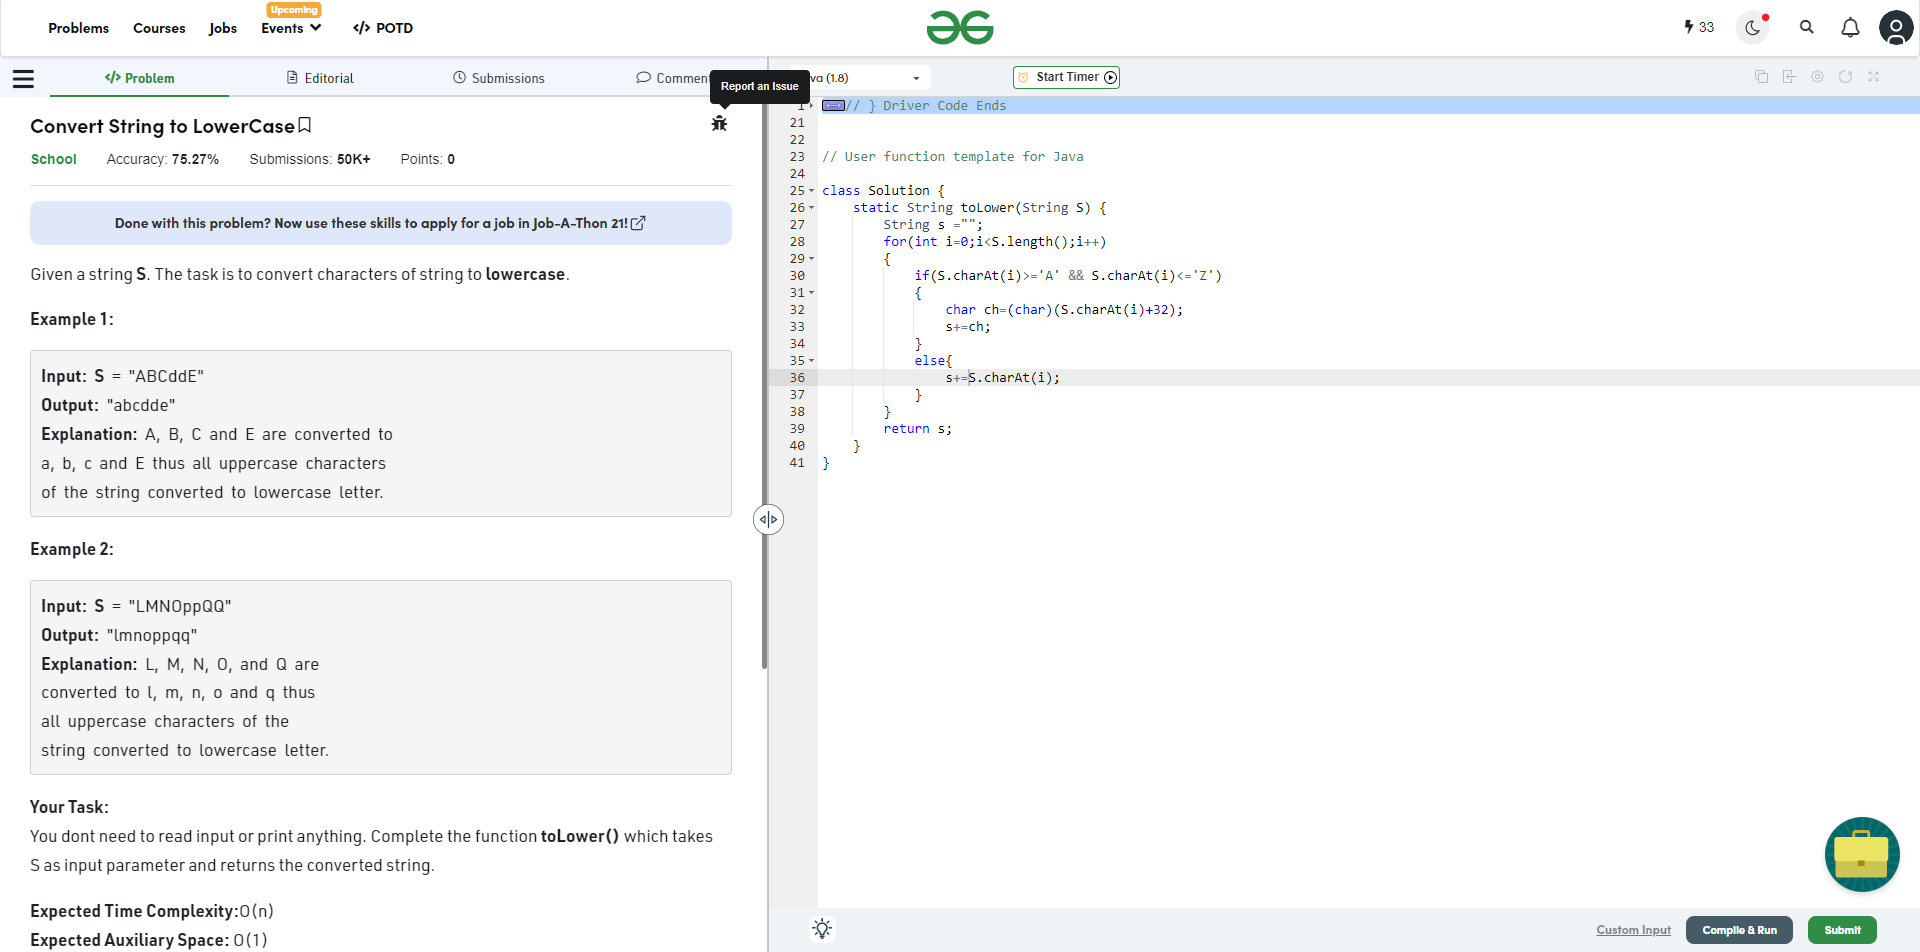 Problems Courses Jobs Upcoming Events </> POTD 33
</> Problem Editorial Submissions Commen
Report an Issue
Convert String to LowerCase
School Accuracy: 75.27% Submissions: 50K+ Points: 0
Done with this problem? Now use these skills to apply for a job in Job-A-Thon 21!
Given a string S. The task is to convert characters of string to lowercase.
Example 1:
Input: S = "ABCddE"
Output: "abcdde"
Explanation: A, B, C and E are converted to
a, b, c and E thus all uppercase characters
of the string converted to lowercase letter.
Example 2:
Input: S = "LMNOppQQ"
Output: "lmnoppqq"
Explanation: L, M, N, O, and Q are
converted to l, m, n, o and q thus
all uppercase characters of the
string converted to lowercase letter.
Your Task:
You dont need to read input or print anything. Complete the function toLower() which takes
S as input parameter and returns the converted string.
Expected Time Complexity:O(n)
Expected Auxiliary Space: O(1)
va (1.8) Start Timer
1 // } Driver Code Ends
21
22
23 // User function template for Java
24
25 class Solution {
26 static String toLower(String S) {
27 String s ="";
28 for(int i=0;i<S.length();i++)
29 {
30 if(S.charAt(i)>='A' && S.charAt(i)<='Z')
31 {
32 char ch=(char)(S.charAt(i)+32);
33 s+=ch;
34 }
35 else{
36 s+=S.charAt(i);
37 }
38 }
39 return s;
40 }
41 }
Custom Input Compile & Run Submit